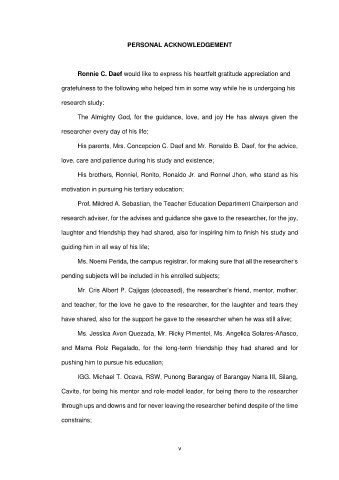 PERSONAL ACKNOWLEDGEMENT
Ronnie C. Daef would like to express his heartfelt gratitude appreciation and
gratefulness to the following who helped him in some way while he is undergoing his
research study:
The Almighty God, for the guidance, love, and joy He has always given the
researcher every day of his life;
His parents, Mrs. Concepcion C. Daef and Mr. Ronaldo B. Daef, for the advice,
love, care and patience during his study and existence;
His brothers, Ronniel, Ronito, Ronaldo Jr. and Ronnel Jhon, who stand as his
motivation in pursuing his tertiary education;
Prof. Mildred A. Sebastian, the Teacher Education Department Chairperson and
research adviser, for the advises and guidance she gave to the researcher, for the joy,
laughter and friendship they had shared, also for inspiring him to finish his study and
guiding him in all way of his life;
Ms. Noemi Perida, the campus registrar, for making sure that all the researcher's
pending subjects will be included in his enrolled subjects;
Mr. Cris Albert P. Cajigas (deceased), the researcher's friend, mentor, mother,
and teacher, for the love he gave to the researcher, for the laughter and tears they
have shared, also for the support he gave to the researcher when he was still alive;
Ms. Jessica Avon Quezada, Mr. Ricky Pimentel, Ms. Angelica Solares-Añasco,
and Mama Rolz Regalado, for the long-term friendship they had shared and for
pushing him to pursue his education;
IGG. Michael T. Ocava, RSW, Punong Barangay of Barangay Narra III, Silang,
Cavite, for being his mentor and role-model leader, for being there to the researcher
through ups and downs and for never leaving the researcher behind despite of the time
constrains;
v